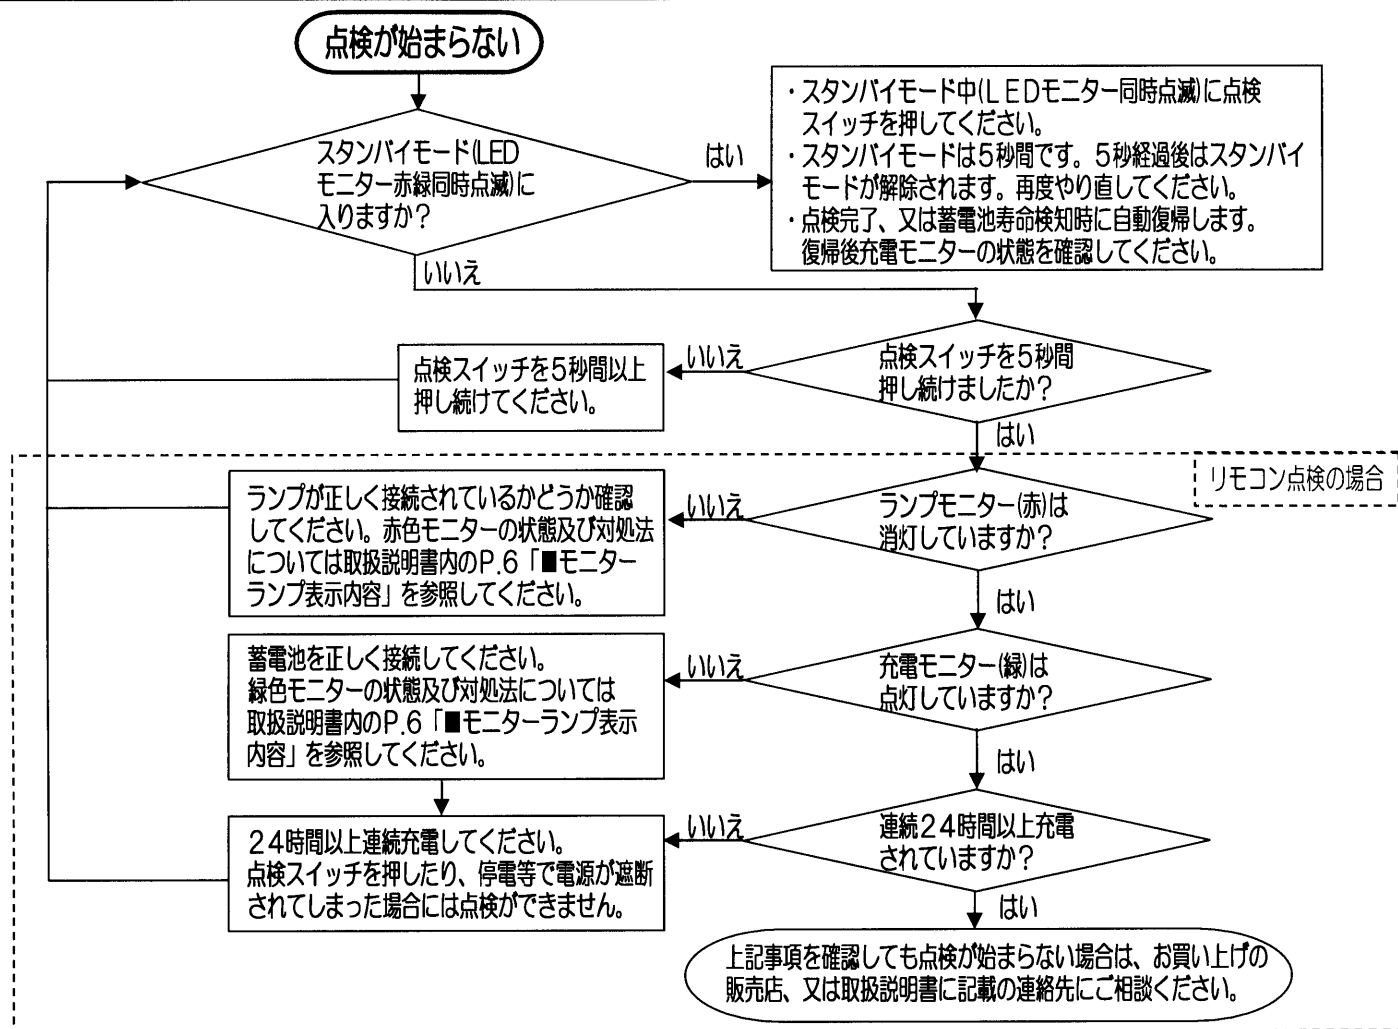 点検が始まらない
スタンバイモード(LED
モニター赤緑同時点滅)に
入りますか？
はい
・スタンバイモード中(LEDモニター同時点滅)に点検
スイッチを押してください。
・スタンバイモードは5秒間です。5秒経過後はスタンバイ
モードが解除されます。再度やり直してください。
・点検完了、又は蓄電池寿命検知時に自動復帰します。
復帰後充電モニターの状態を確認してください。
いいえ
点検スイッチを5秒間
押し続けましたか？
いいえ
点検スイッチを5秒間以上
押し続けてください。
はい
リモコン点検の場合
ランプモニター(赤)は
消灯していますか？
いいえ
ランプが正しく接続されているかどうか確認
してください。赤色モニターの状態及び対処法
については取扱説明書内のP.6「■モニター
ランプ表示内容」を参照してください。
はい
充電モニター(緑)は
点灯していますか？
いいえ
蓄電池を正しく接続してください。
緑色モニターの状態及び対処法については
取扱説明書内のP.6「■モニターランプ表示
内容」を参照してください。
はい
連続24時間以上充電
されていますか？
いいえ
24時間以上連続充電してください。
点検スイッチを押したり、停電等で電源が遮断
されてしまった場合には点検ができません。
はい
上記事項を確認しても点検が始まらない場合は、お買い上げの
販売店、又は取扱説明書に記載の連絡先にご相談ください。